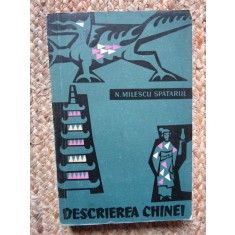 N. MILESCU SPATARUL
DESCRIEREA CHINEI